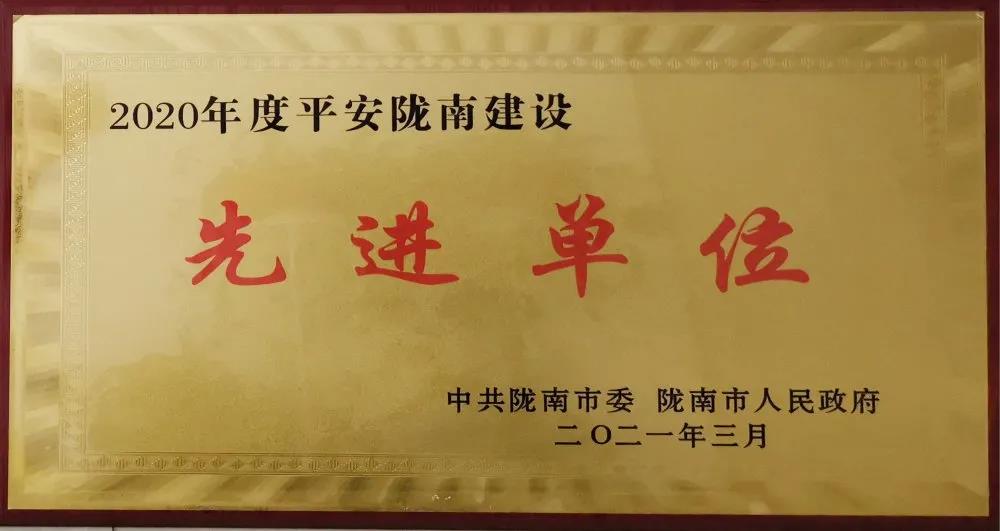 2020年度平安陇南建设
先进单位
中共陇南市委 陇南市人民政府
二〇二一年三月